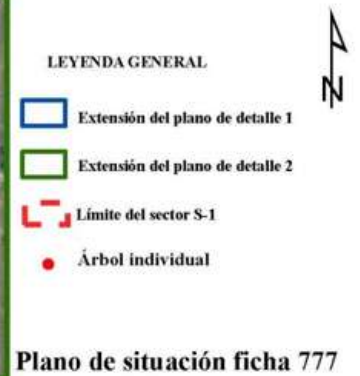 N
LEYENDA GENERAL
Extensión del plano de detalle 1
Extensión del plano de detalle 2
Límite del sector S-1
Árbol individual
Plano de situación ficha 777